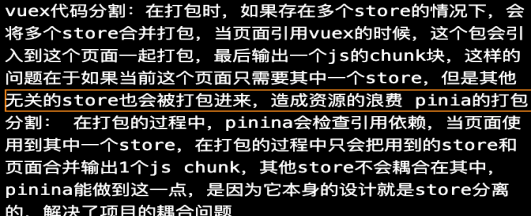 vuex代码分割：在打包时，如果存在多个store的情况下，会
将多个store合并打包，当页面引用vuex的时候，这个包会引
入到这个页面一起打包，最后输出一个js的chunk块，这样的
问题在于如果当前这个页面只需要其中一个store，但是其他
无关的store也会被打包进来，造成资源的浪费 pinia的打包
分割： 在打包的过程中，pinina会检查引用依赖，当页面使
用到其中一个store，在打包的过程中只会把用到的store和
页面合并输出1个js chunk，其他store不会耦合在其中，
pinina能做到这一点，是因为它本身的设计就是store分离
的，解决了项目的耦合问题